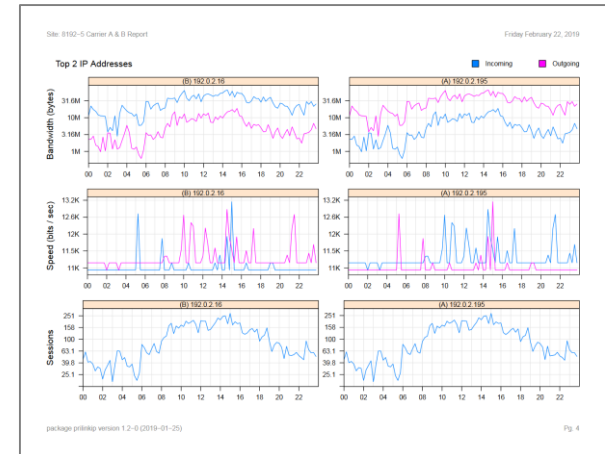 Site: 8192-5 Carrier A & B Report
Friday February 22, 2019
Top 2 IP Addresses
Incoming
Outgoing
(B) 192.0.2.16
(A) 192.0.2.195
Bandwidth (bytes)
31.6M
10M
3.16M
1M
31.6M
10M
3.16M
1M
00 02 04 06 08 10 12 14 16 18 20 22
00 02 04 06 08 10 12 14 16 18 20 22
(B) 192.0.2.16
(A) 192.0.2.195
Speed (bits / sec)
13.2K
12.6K
12K
11.5K
11K
13.2K
12.6K
12K
11.5K
11K
00 02 04 06 08 10 12 14 16 18 20 22
00 02 04 06 08 10 12 14 16 18 20 22
(B) 192.0.2.16
(A) 192.0.2.195
Sessions
251
158
100
63.1
39.8
25.1
251
158
100
63.1
39.8
25.1
00 02 04 06 08 10 12 14 16 18 20 22
00 02 04 06 08 10 12 14 16 18 20 22
version 1.2-0 (2019-01-25)
Pg. 4